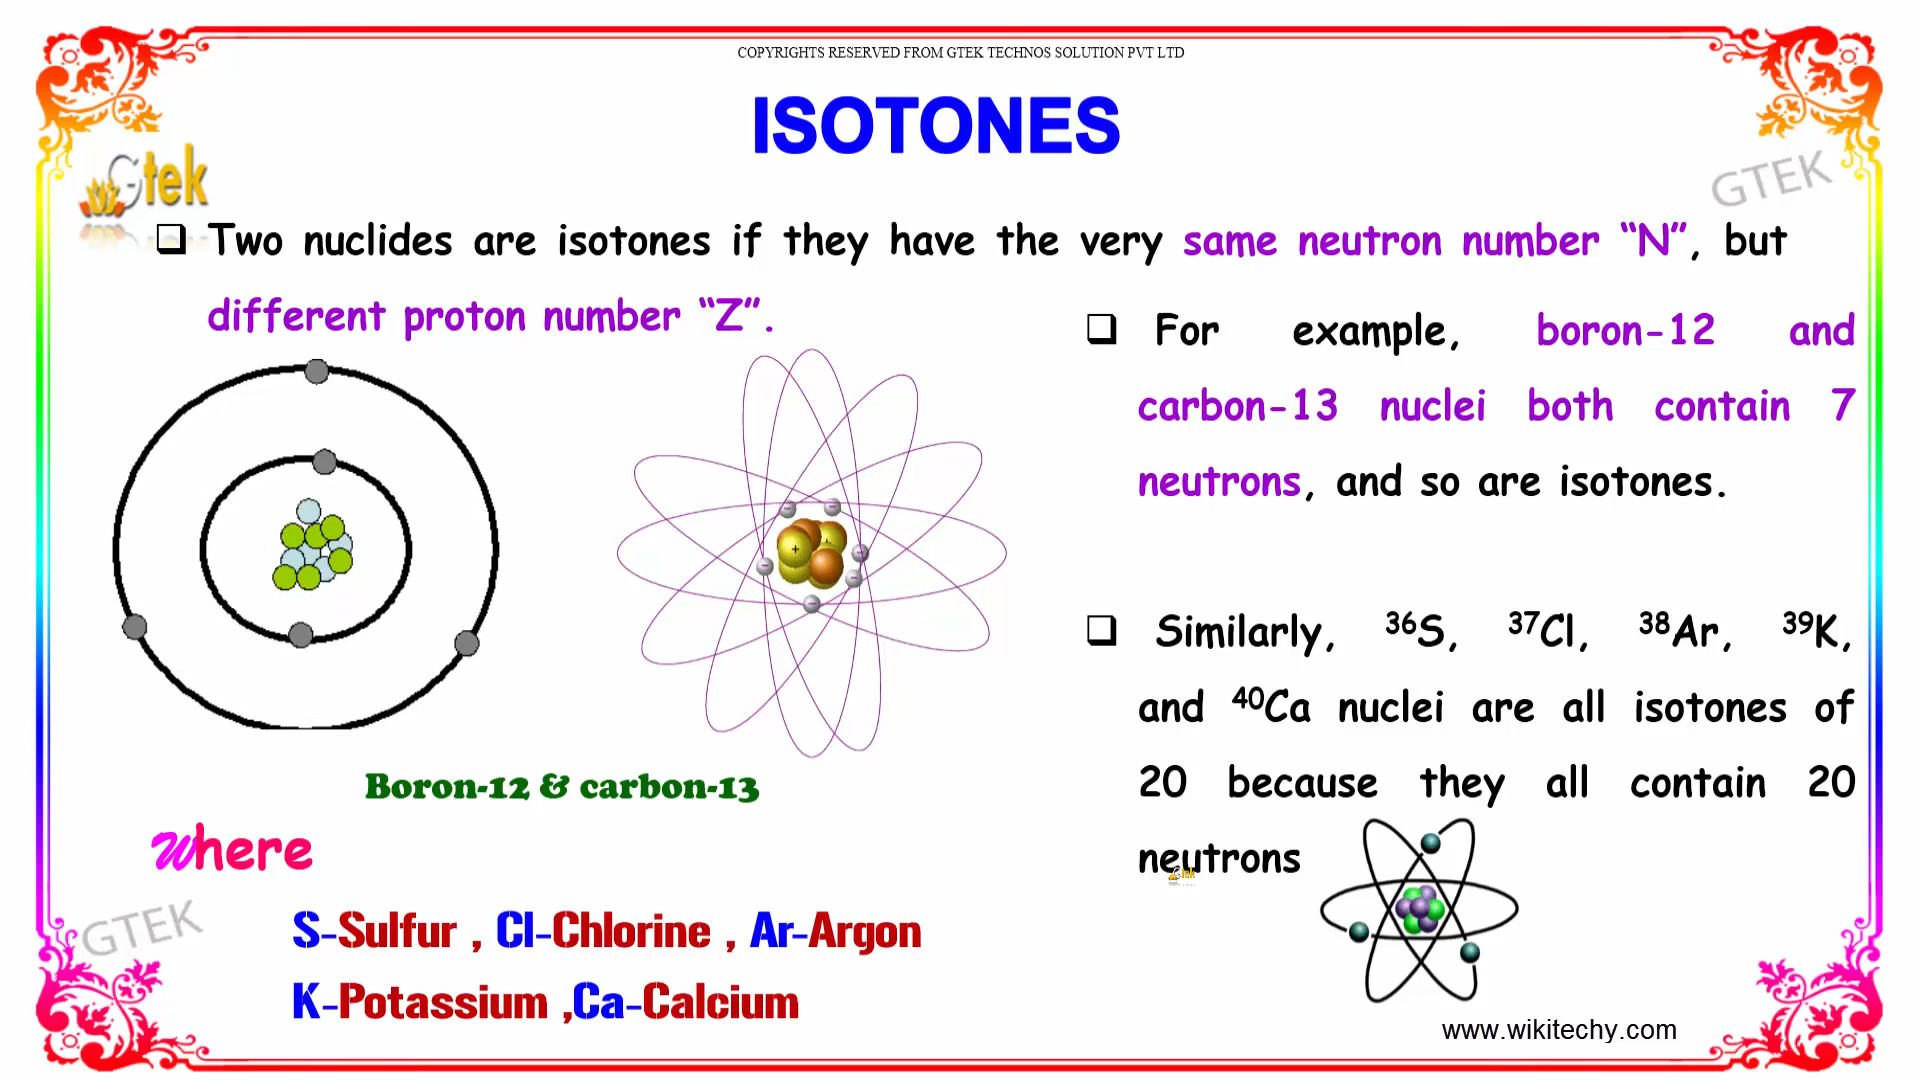 COPYRIGHTS RESERVED FROM GTEK TECHNOS SOLUTION PVT LTD
ISOTONES
Gtek
GTEK
❑ Two nuclides are isotones if they have the very same neutron number “N”, but
different proton number “Z”.
❑ For example, boron-12 and
carbon-13 nuclei both contain 7
neutrons, and so are isotones.
❑ Similarly, ³⁶S, ³⁷Cl, ³⁸Ar, ³⁹K,
and ⁴⁰Ca nuclei are all isotones of
20 because they all contain 20
neutrons
Gtek
Boron-12 & carbon-13
Where
GTEK
S-Sulfur , Cl-Chlorine , Ar-Argon
K-Potassium ,Ca-Calcium
www.wikitechy.com